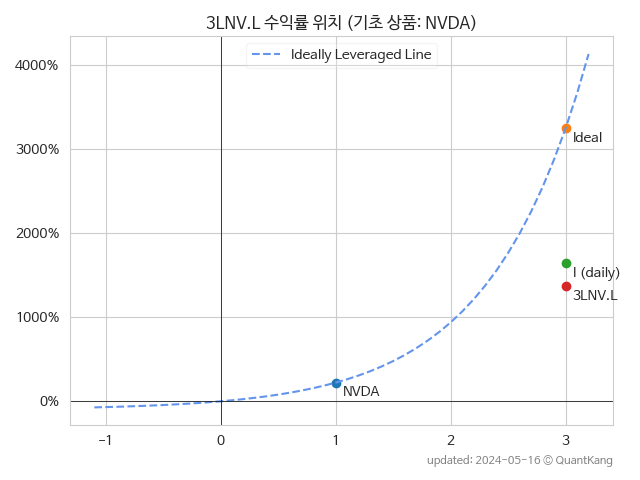 3LNV.L 수익률 위치 (기초 상품: NVDA)
Ideally Leveraged Line
4000%
3000%
2000%
1000%
0%
Ideal
I (daily)
3LNV.L
NVDA
-1
0
1
2
3
updated: 2024-05-16 © QuantKang